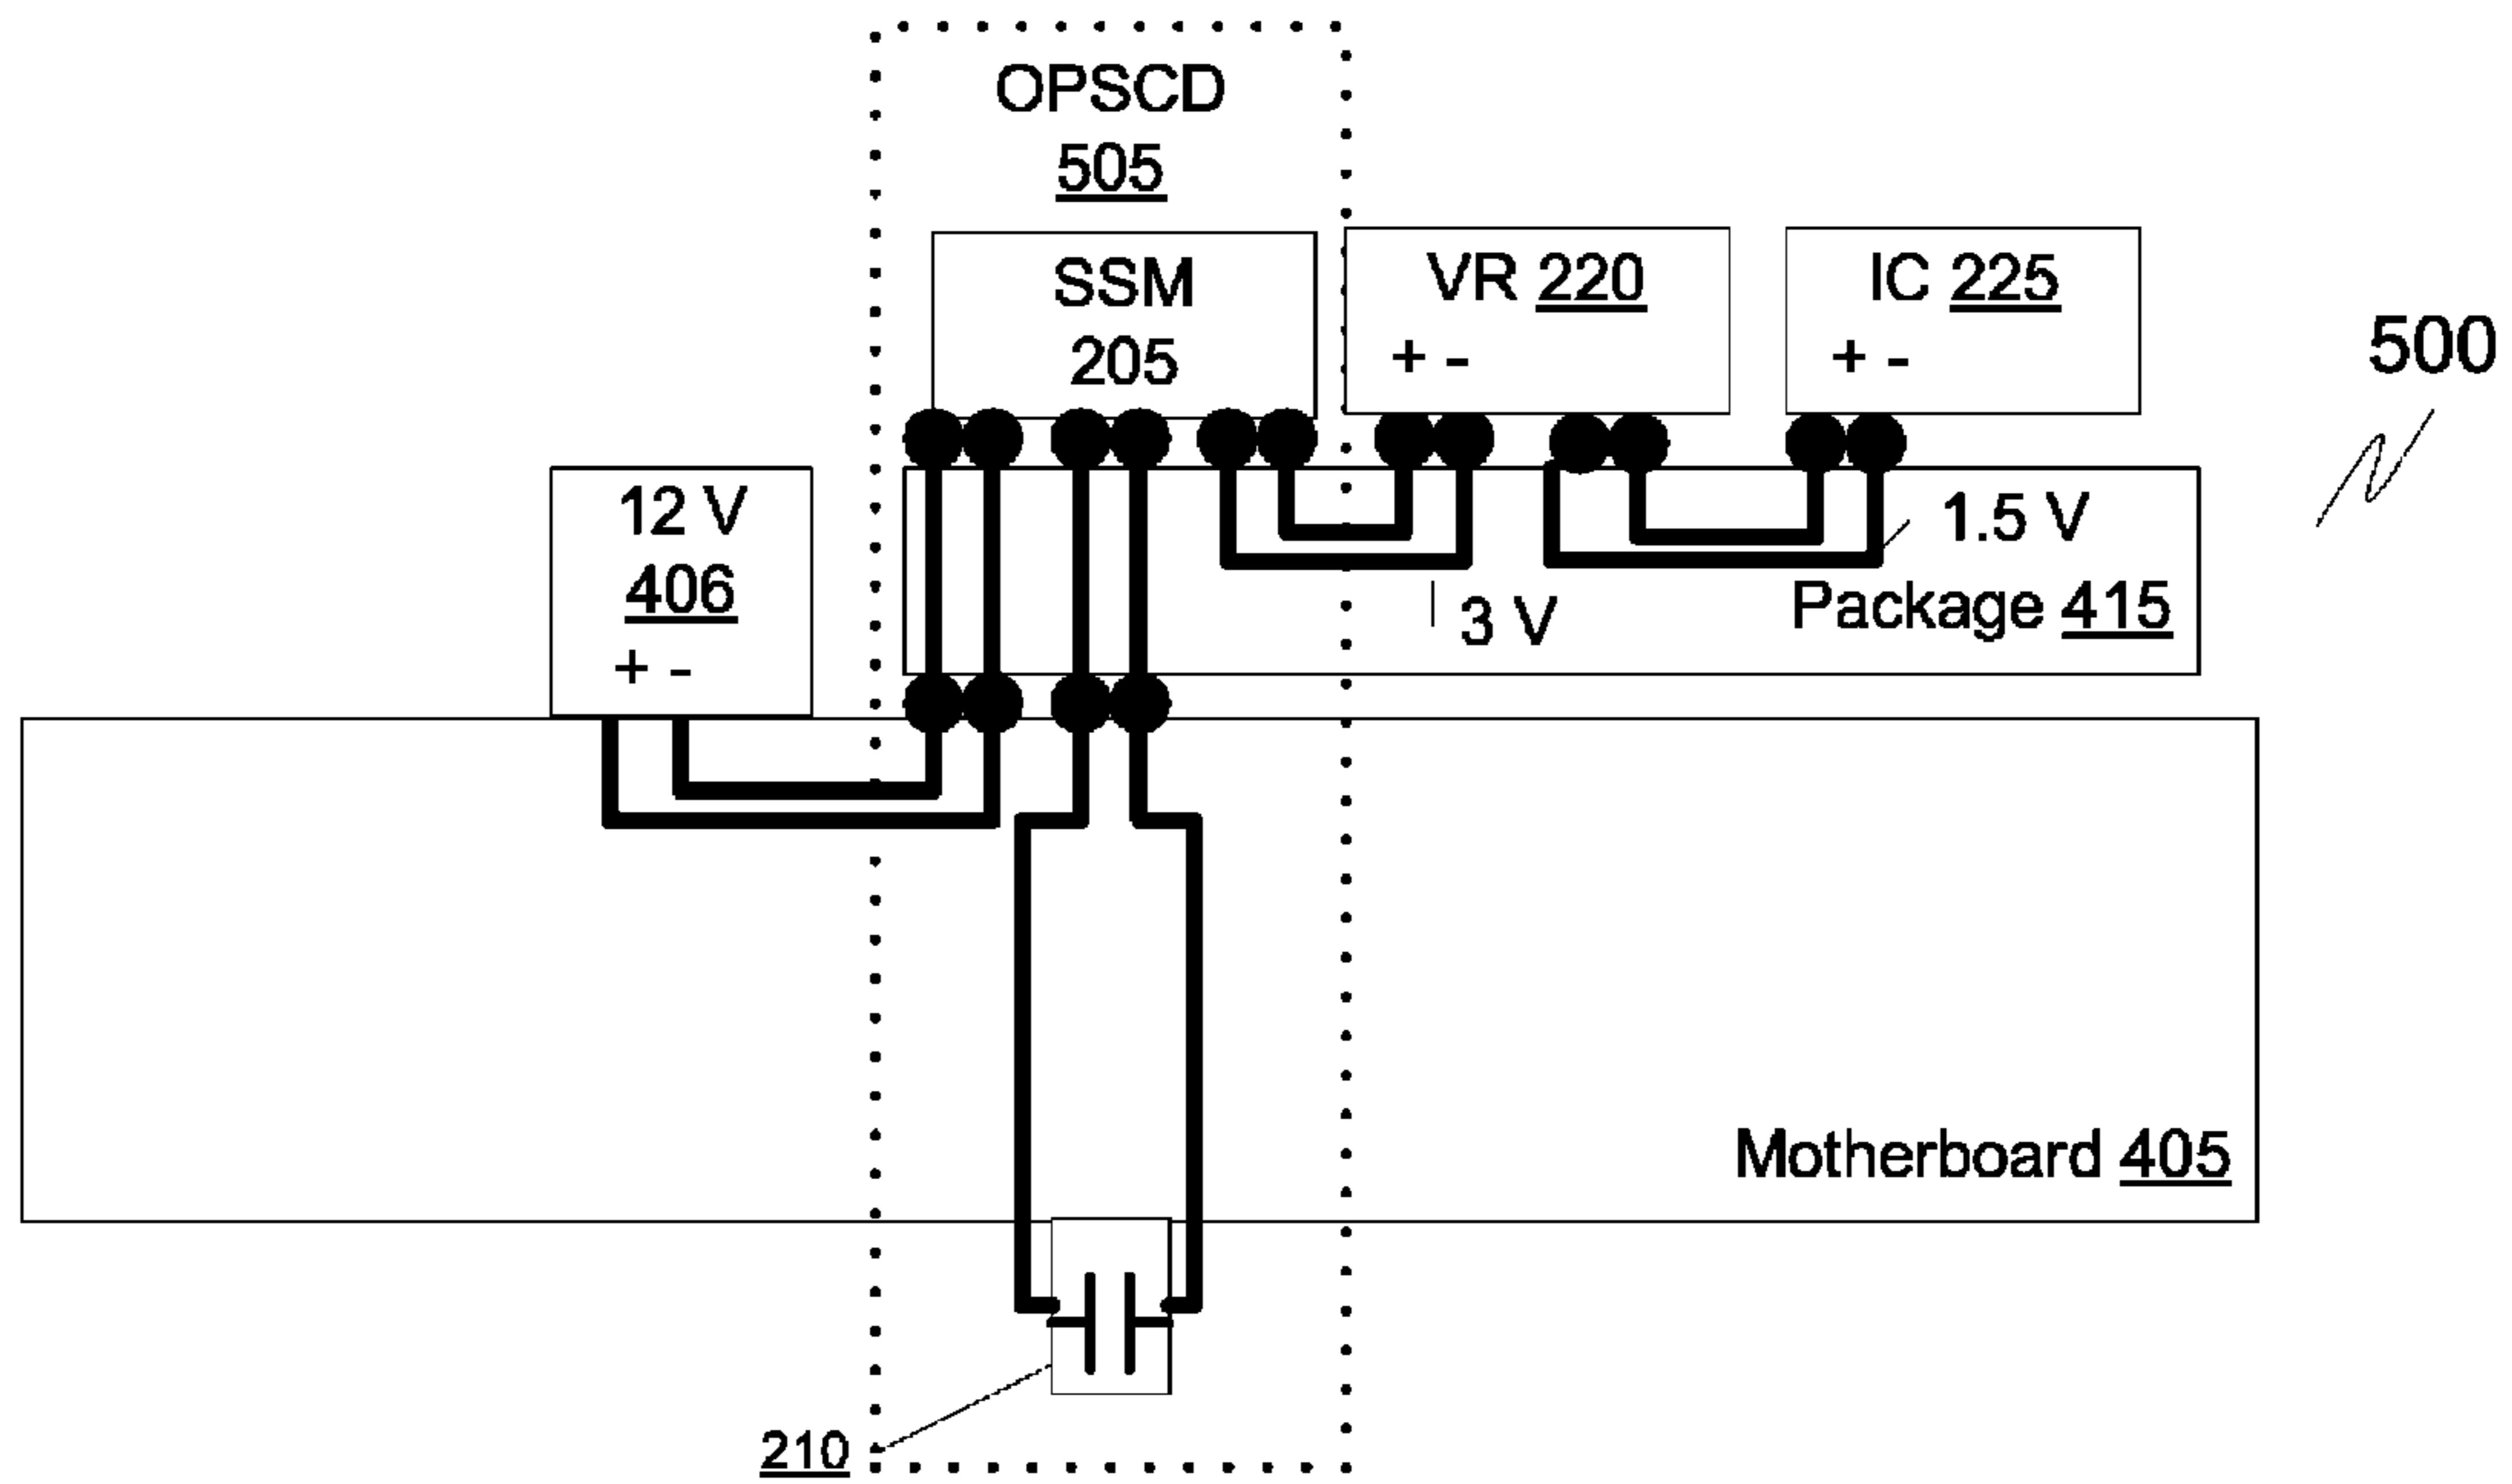 OPSCD
505
SSM
205
VR 220
+ -
IC 225
+ -
500
12 V
406
+ -
1.5 V
3 V
Package 415
Motherboard 405
210